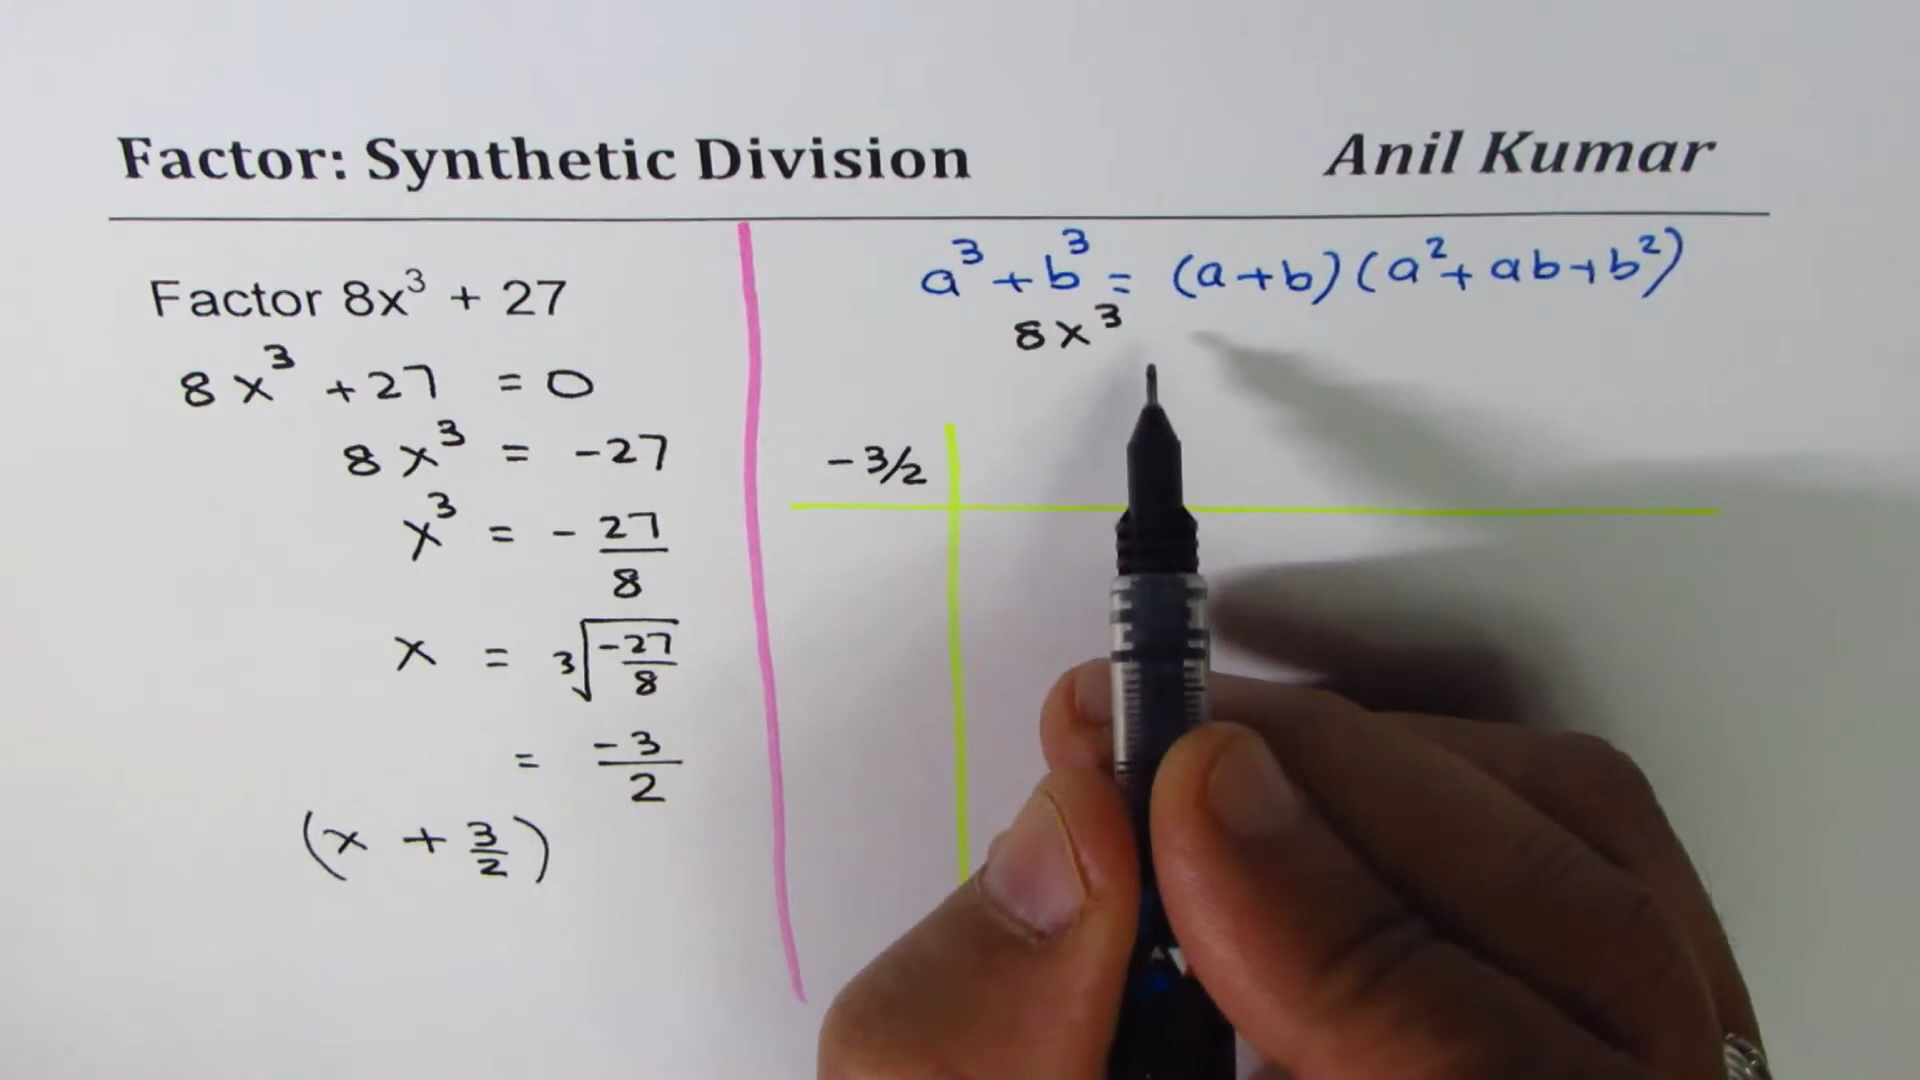 Factor: Synthetic Division
Anil Kumar
Factor 8x³ + 27
8x³ + 27 = 0
8x³ = -27
x³ = - 27/8
x = ∛(-27/8)
= -3/2
(x + 3/2)
a³ + b³ = (a + b)(a² + ab + b²)
8x³
-3/2